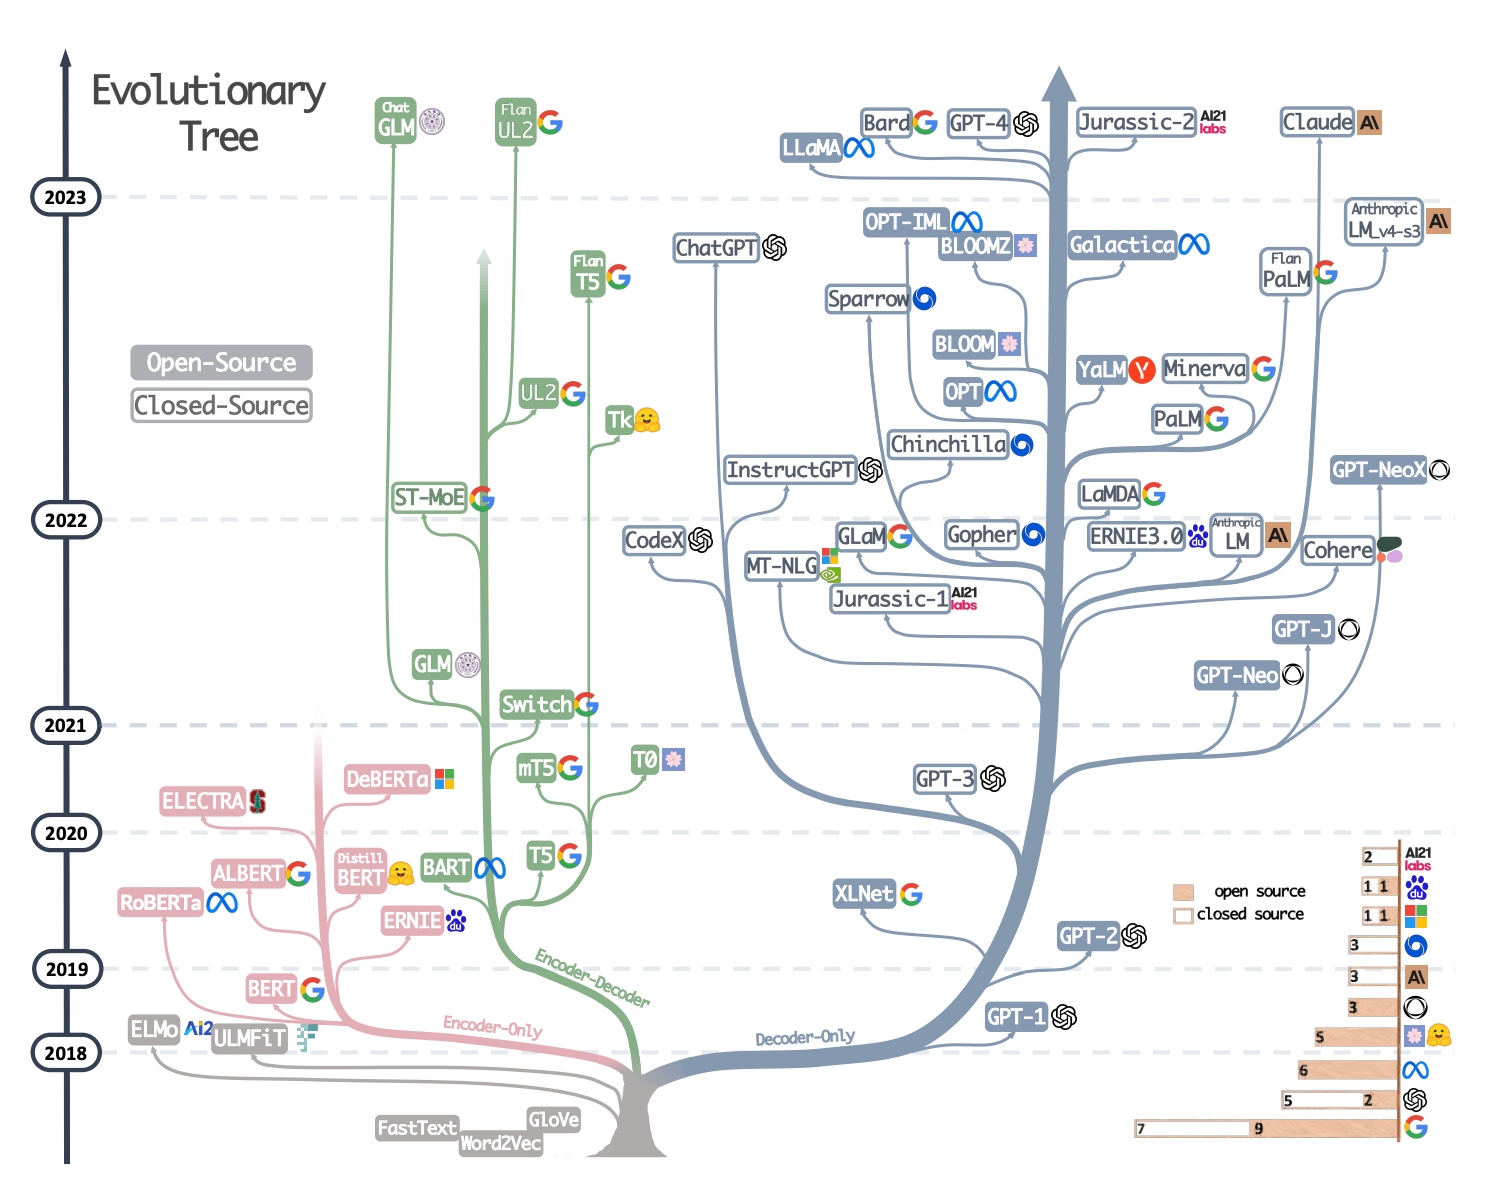 Evolutionary
Tree
2023
2022
2021
2020
2019
2018
Open-Source
Closed-Source
Chat
GLM
Flan
UL2
Flan
T5
UL2
Tk
ST-MoE
GLM
Switch
mT5
T0
T5
BART
Encoder-Decoder
DeBERTa
ELECTRA
ALBERT
Distill
BERT
RoBERTa
ERNIE
BERT
Encoder-Only
ELMo
Ai2
ULMFiT
FastText
GloVe
Word2Vec
Bard
GPT-4
Jurassic-2
AI21
labs
Claude
A\
LLaMA
OPT-IML
BLOOMZ
Galactica
Anthropic
LM_v4-s3
A\
ChatGPT
Flan
PaLM
Sparrow
BLOOM
YaLM
Y
Minerva
OPT
PaLM
Chinchilla
InstructGPT
GPT-NeoX
LaMDA
CodeX
GLaM
Gopher
ERNIE3.0
du
Anthropic
LM
A\
Cohere
MT-NLG
Jurassic-1
AI21
labs
GPT-J
GPT-Neo
GPT-3
XLNet
GPT-2
GPT-1
Decoder-Only
open source
closed source
2
AI21
labs
1 1
du
1 1
3
3
A\
3
5
6
5 2
7 9